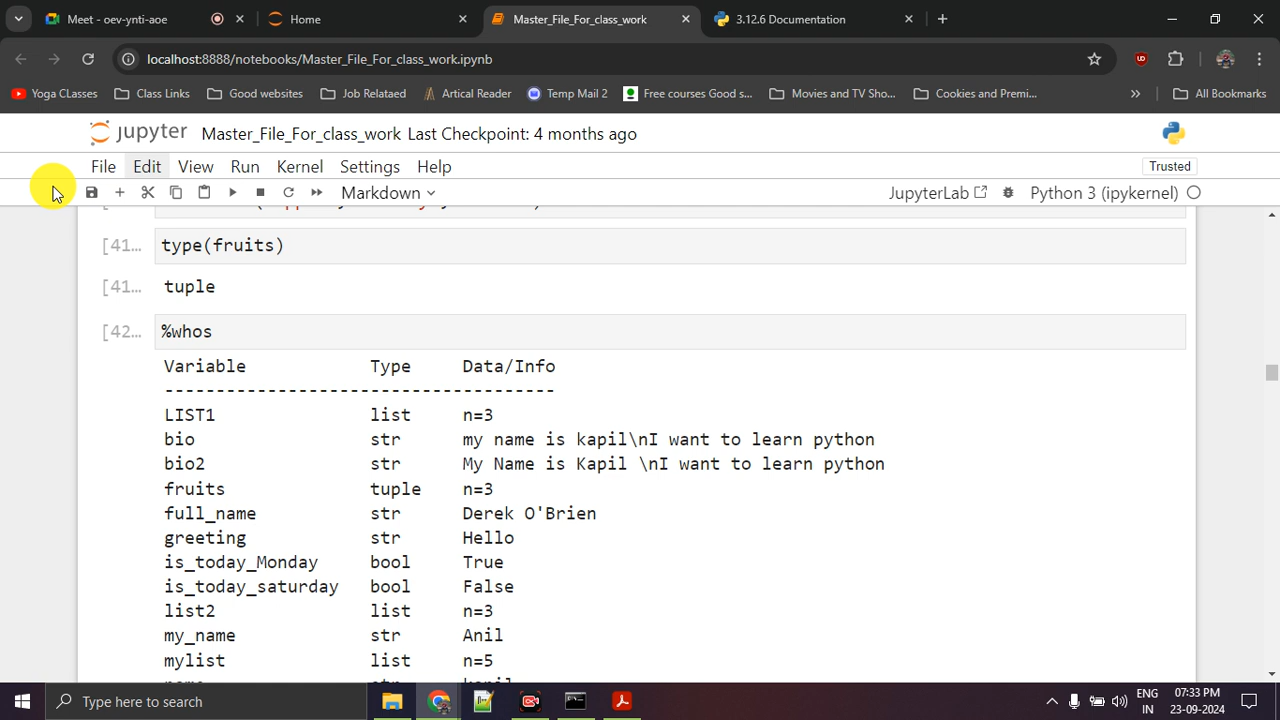 Meet - oev-ynti-aoe
Home
Master_File_For_class_work
3.12.6 Documentation
localhost:8888/notebooks/Master_File_For_class_work.ipynb
Yoga CLasses
Class Links
Good websites
Job Relataed
Artical Reader
Temp Mail 2
Free courses Good s...
Movies and TV Sho...
Cookies and Premi...
All Bookmarks
jupyter Master_File_For_class_work Last Checkpoint: 4 months ago
File Edit View Run Kernel Settings Help
Trusted
Markdown
JupyterLab
Python 3 (ipykernel)
[41... type(fruits)
[41... tuple
[42... %whos
Variable Type Data/Info
----------------------------------------
LIST1 list n=3
bio str my name is kapil\nI want to learn python
bio2 str My Name is Kapil \nI want to learn python
fruits tuple n=3
full_name str Derek O'Brien
greeting str Hello
is_today_Monday bool True
is_today_saturday bool False
list2 list n=3
my_name str Anil
mylist list n=5
Type here to search
ENG
IN
07:33 PM
23-09-2024